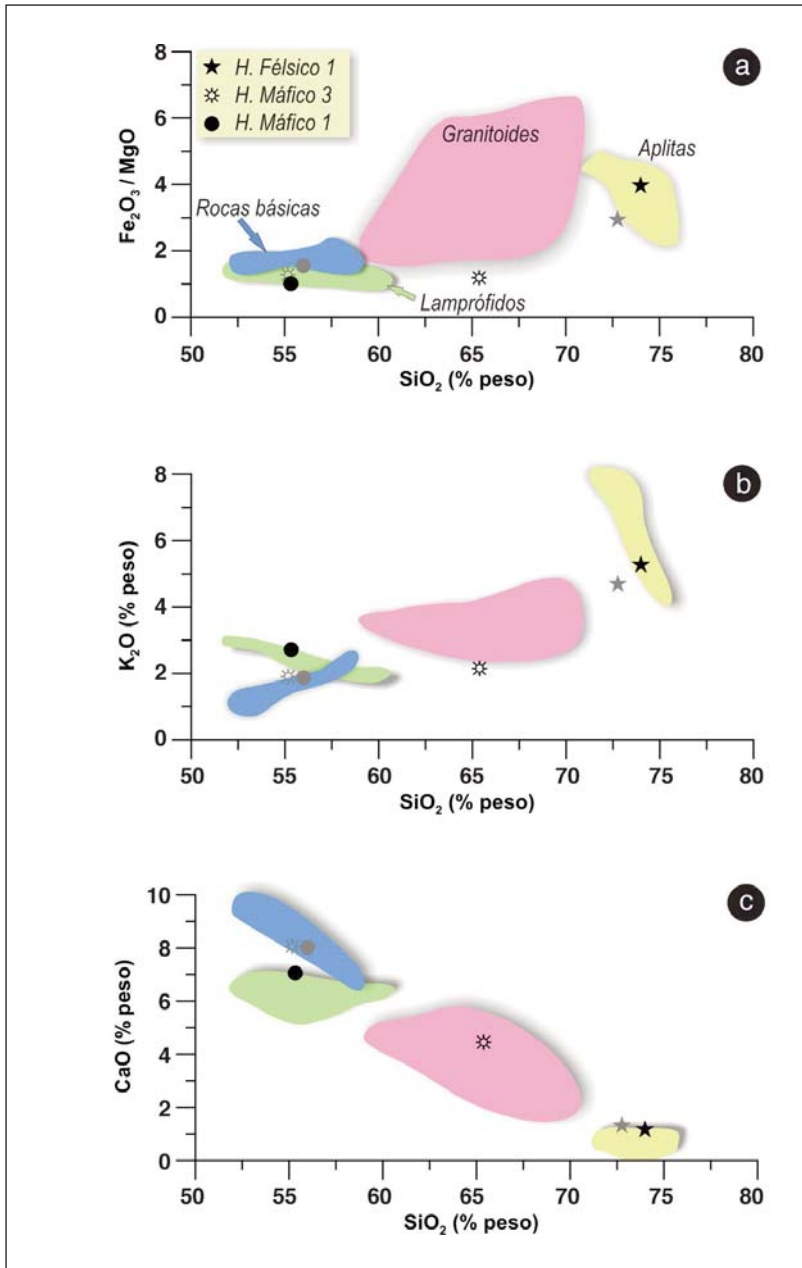 a
H. Félsico 1
H. Máfico 3
H. Máfico 1
Granitoides
Aplitas
Rocas básicas
Lamprófidos
Fe2O3 / MgO
8
6
4
2
0
50 55 60 65 70 75 80
SiO2 (% peso)
b
K2O (% peso)
8
6
4
2
0
50 55 60 65 70 75 80
SiO2 (% peso)
c
CaO (% peso)
10
8
6
4
2
0
50 55 60 65 70 75 80
SiO2 (% peso)